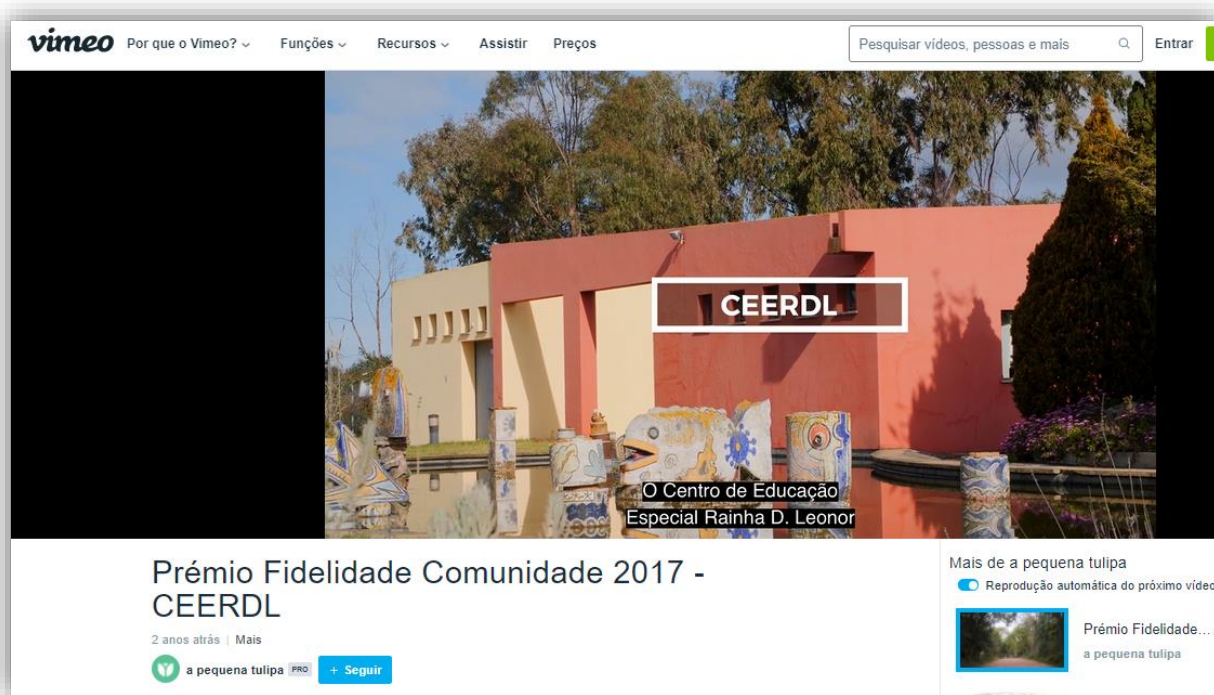 vimeo Por que o Vimeo? Funções Recursos Assistir Preços Pesquisar vídeos, pessoas e mais Entrar
CEERDL
O Centro de Educação
Especial Rainha D. Leonor
Prémio Fidelidade Comunidade 2017 -
CEERDL
2 anos atrás | Mais
a pequena tulipa PRO + Seguir
Mais de a pequena tulipa
Reprodução automática do próximo vídeo
Prémio Fidelidade...
a pequena tulipa